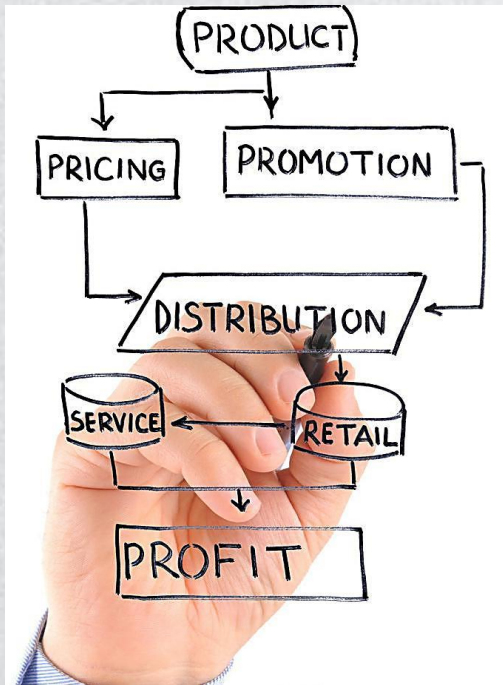 PRODUCT
PRICING
PROMOTION
DISTRIBUTION
SERVICE
RETAIL
PROFIT